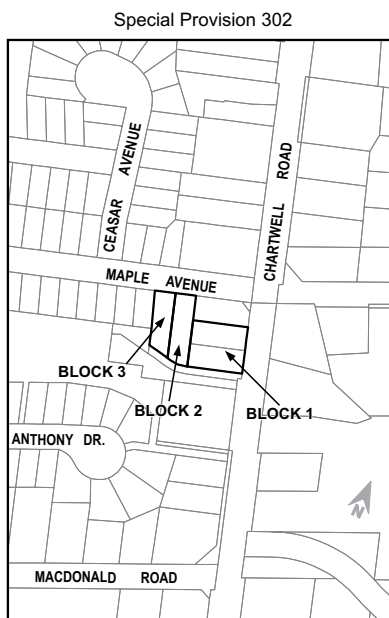 Special Provision 302
CEASAR AVENUE
CHARTWELL ROAD
MAPLE AVENUE
BLOCK 3
BLOCK 2
BLOCK 1
ANTHONY DR.
N
MACDONALD ROAD